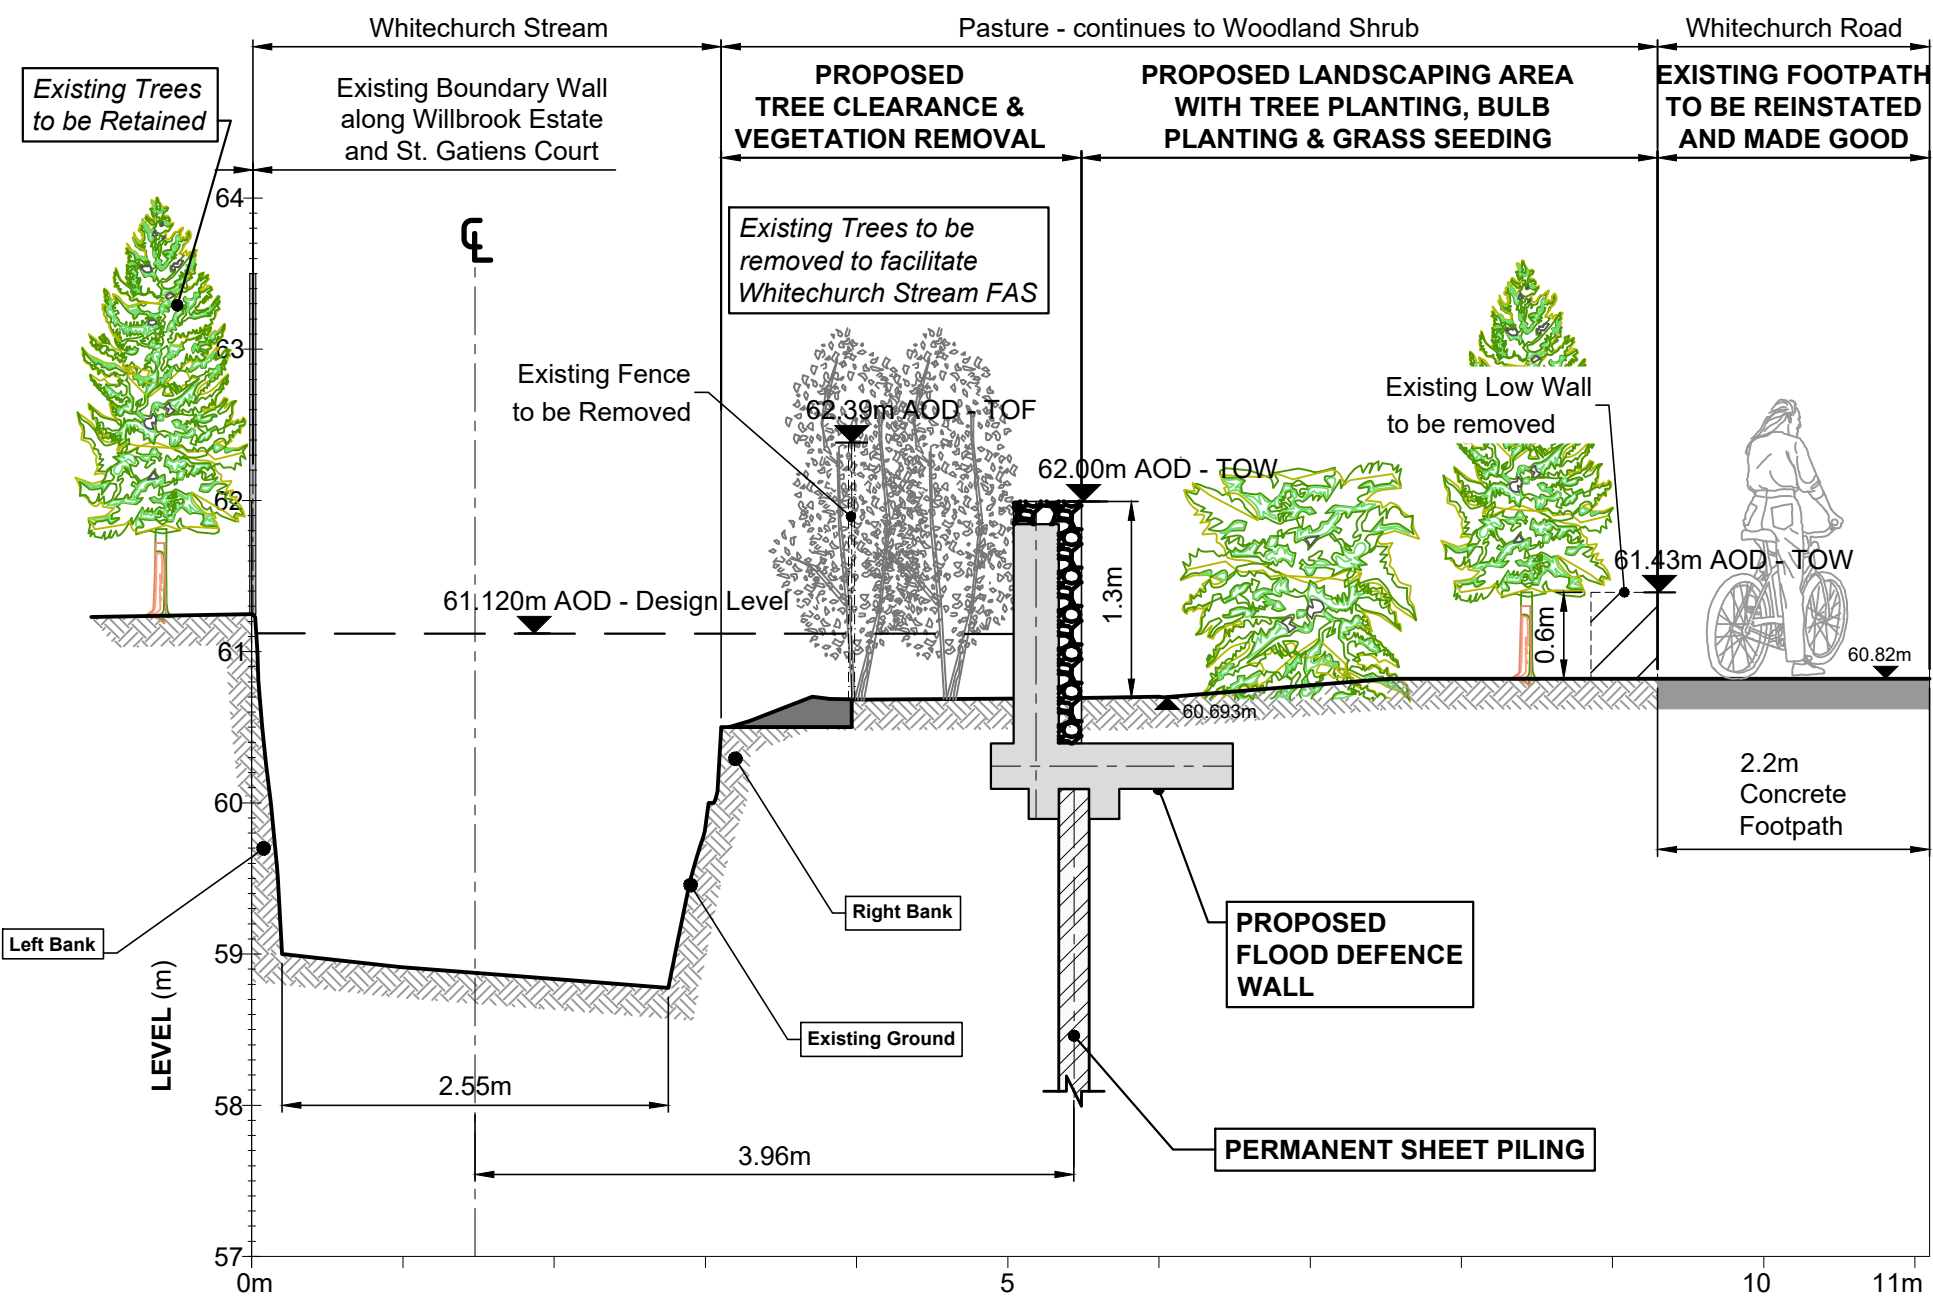 Whitechurch Stream
Pasture - continues to Woodland Shrub
Whitechurch Road
Existing Trees
to be Retained
Existing Boundary Wall
along Willbrook Estate
and St. Gatiens Court
PROPOSED
TREE CLEARANCE &
VEGETATION REMOVAL
PROPOSED LANDSCAPING AREA
WITH TREE PLANTING, BULB
PLANTING & GRASS SEEDING
EXISTING FOOTPATH
TO BE REINSTATED
AND MADE GOOD
64
63
62
61
60
59
58
57
LEVEL (m)
℄
Existing Trees to be
removed to facilitate
Whitechurch Stream FAS
Existing Fence
to be Removed
62.39m AOD - TOF
62.00m AOD - TOW
Existing Low Wall
to be removed
61.43m AOD - TOW
61.120m AOD - Design Level
1.3m
0.6m
60.82m
60.693m
2.2m
Concrete
Footpath
Left Bank
Right Bank
Existing Ground
PROPOSED
FLOOD DEFENCE
WALL
PERMANENT SHEET PILING
2.55m
3.96m
0m
5
10
11m